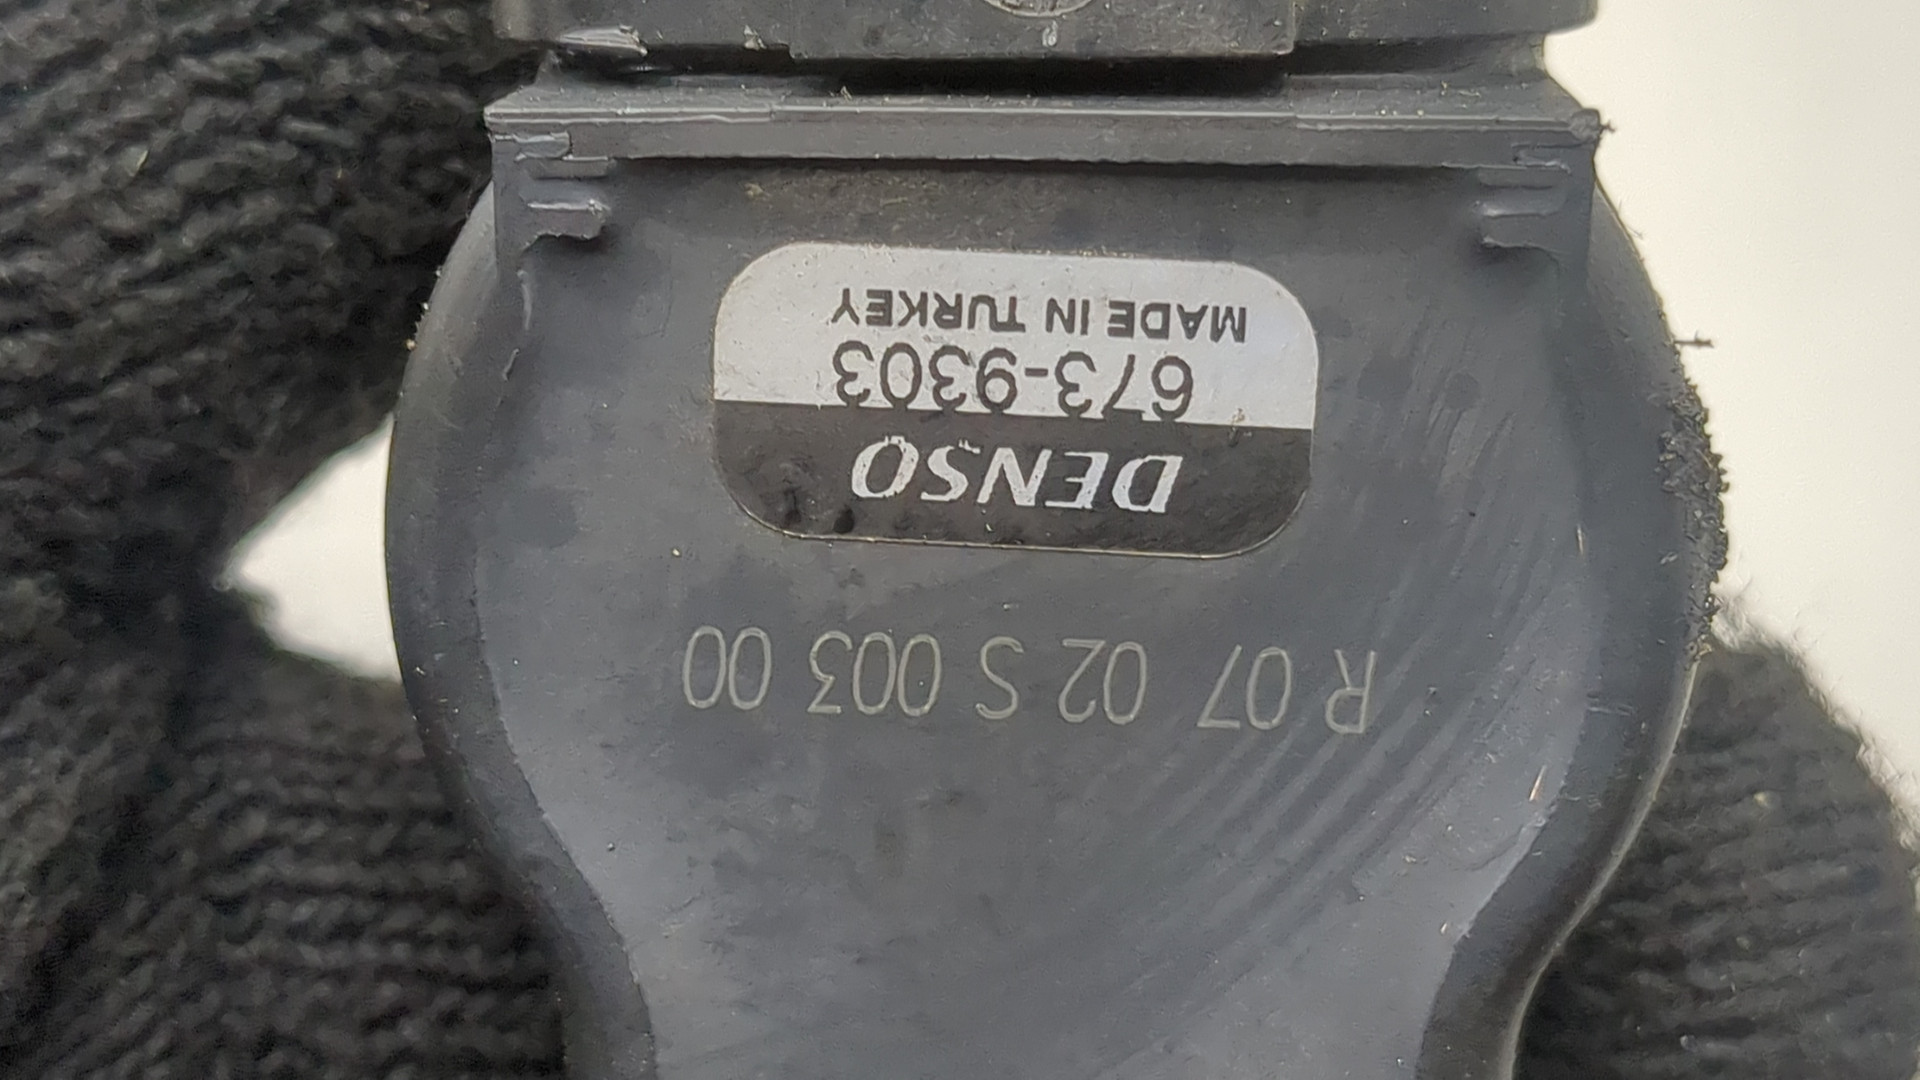 R 07 02 S 003 00
DENSO
673-9303
MADE IN TURKEY